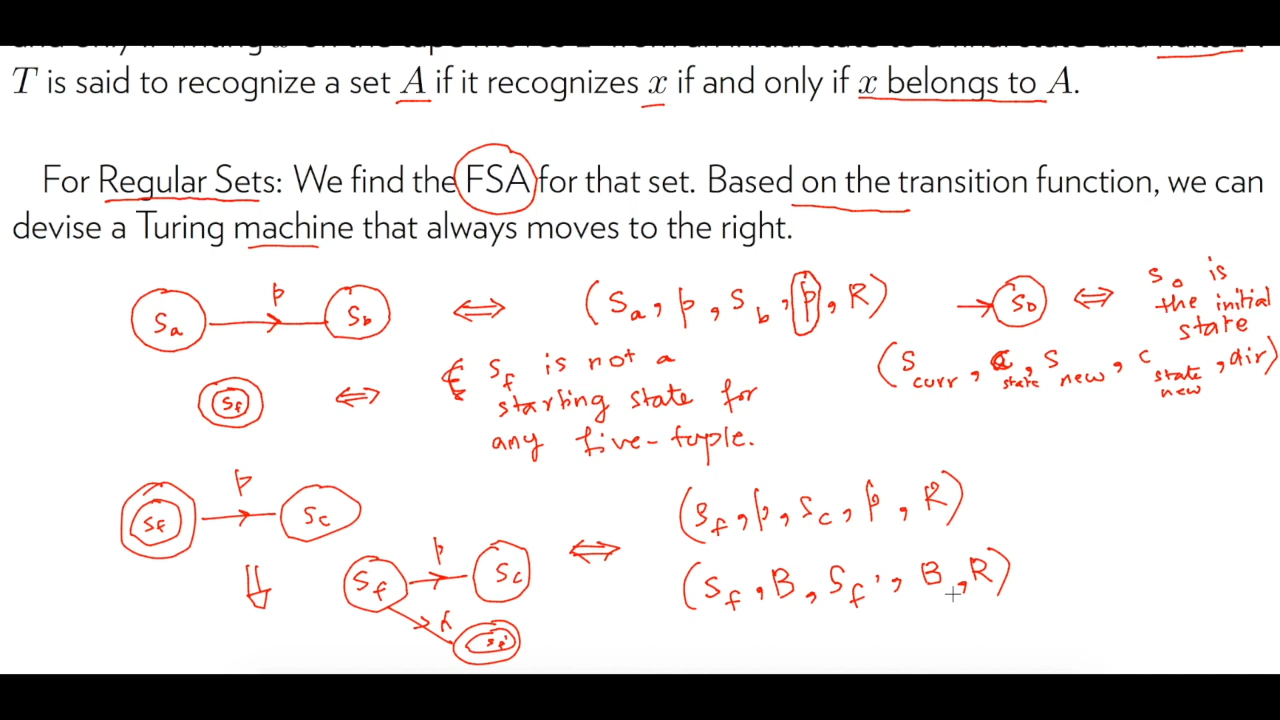 T is said to recognize a set A if it recognizes x if and only if x belongs to A.
For Regular Sets: We find the FSA for that set. Based on the transition function, we can
devise a Turing machine that always moves to the right.
Sa p Sb ⇔ (Sa, p, Sb, p, R) → S0 ⇔ S0 is
the initial
state
(S curr, state, S new, C state new, dir)
Sf ⇔ Sf is not a
starting state for
any five-tuple.
Sf p Sc
Sf p Sc ⇔ (Sf, p, Sc, p, R)
(Sf, B, Sf', B, R)
λ Sf'